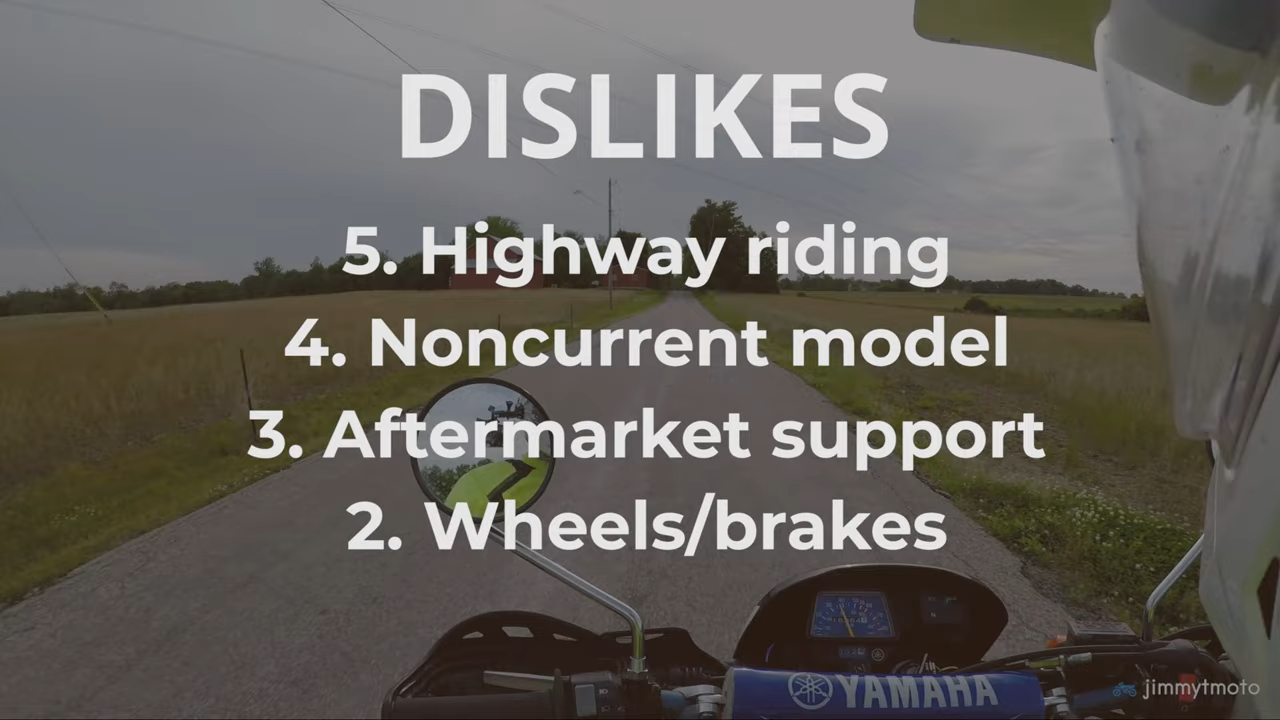 DISLIKES
5. Highway riding
4. Noncurrent model
3. Aftermarket support
2. Wheels/brakes
YAMAHA
jimmytmoto